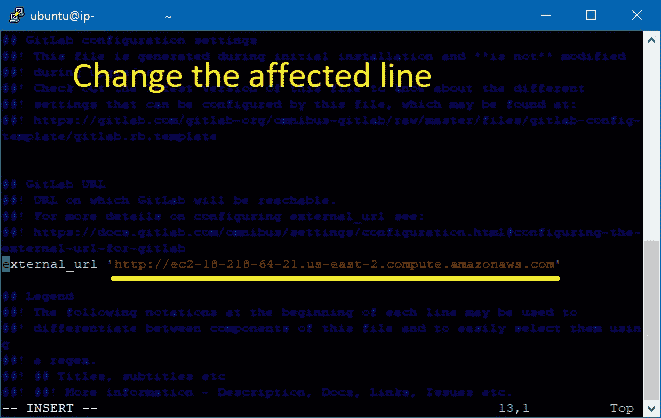 ubuntu@ip- ~
## GitLab configuration settings
##! This file is generated during initial installation and **is not** modified
##! during
Change the affected line
##! Check about the different
##! settings that can be configured by this file, which may be found at:
##! https://gitlab.com/gitlab-org/omnibus-gitlab/raw/master/files/gitlab-config-
template/gitlab.rb.template
## GitLab URL
##! URL on which GitLab will be reachable.
##! For more details on configuring external_url see:
##! https://docs.gitlab.com/omnibus/settings/configuration.html#configuring-the-
external-url-for-gitlab
external_url 'http://ec2-18-218-64-21.us-east-2.compute.amazonaws.com'
## Legend
##! The following notations at the beginning of each line may be used to
##! differentiate between components of this file and to easily select them usin
g
##! a regex.
##! ## Titles, subtitles etc
##! ##! More information - Description, Docs, Links, Issues etc.
-- INSERT -- 13,1 Top